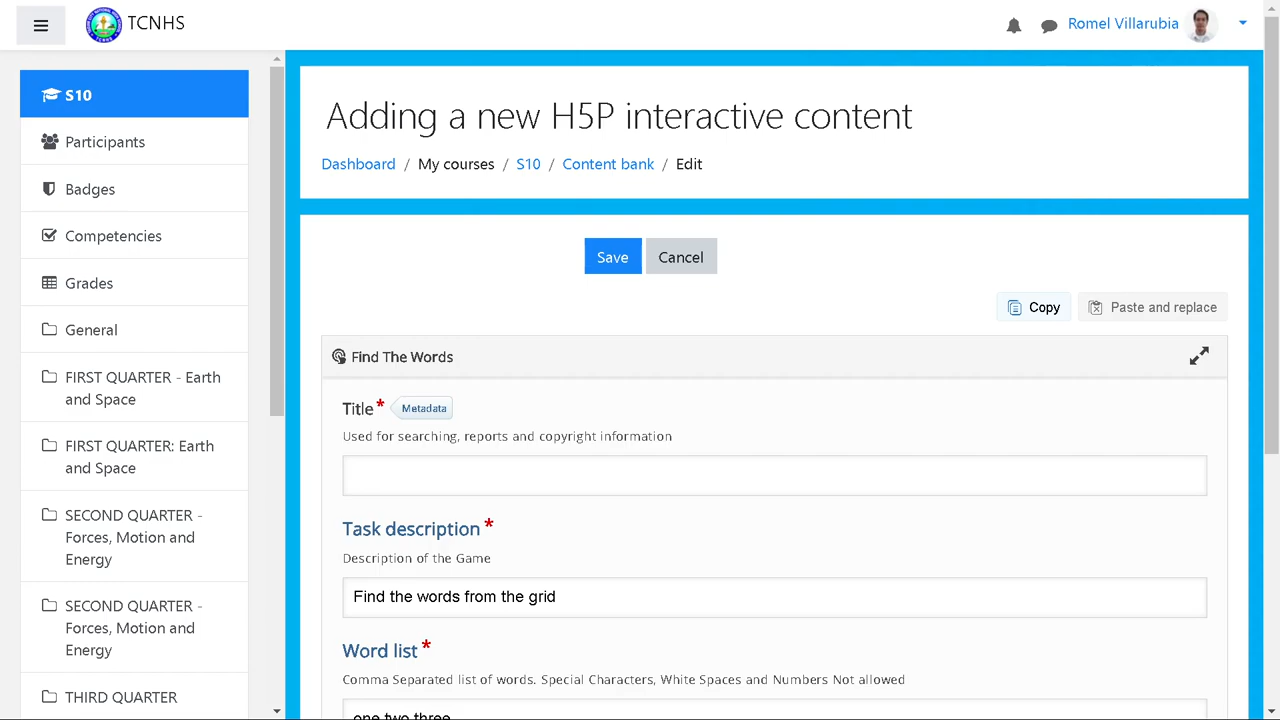 TCNHS
Romel Villarubia
S10
Participants
Badges
Competencies
Grades
General
FIRST QUARTER - Earth
and Space
FIRST QUARTER: Earth
and Space
SECOND QUARTER -
Forces, Motion and
Energy
SECOND QUARTER -
Forces, Motion and
Energy
THIRD QUARTER
Adding a new H5P interactive content
Dashboard / My courses / S10 / Content bank / Edit
Save Cancel
Copy Paste and replace
Find The Words
Title* Metadata
Used for searching, reports and copyright information
Task description *
Description of the Game
Find the words from the grid
Word list *
Comma Separated list of words. Special Characters, White Spaces and Numbers Not allowed
one two three